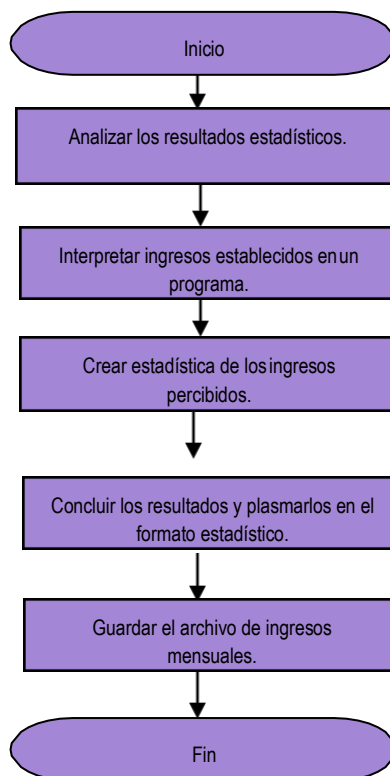 Inicio
Analizar los resultados estadísticos.
Interpretar ingresos establecidos en un
programa.
Crear estadística de los ingresos
percibidos.
Concluir los resultados y plasmarlos en el
formato estadístico.
Guardar el archivo de ingresos
mensuales.
Fin